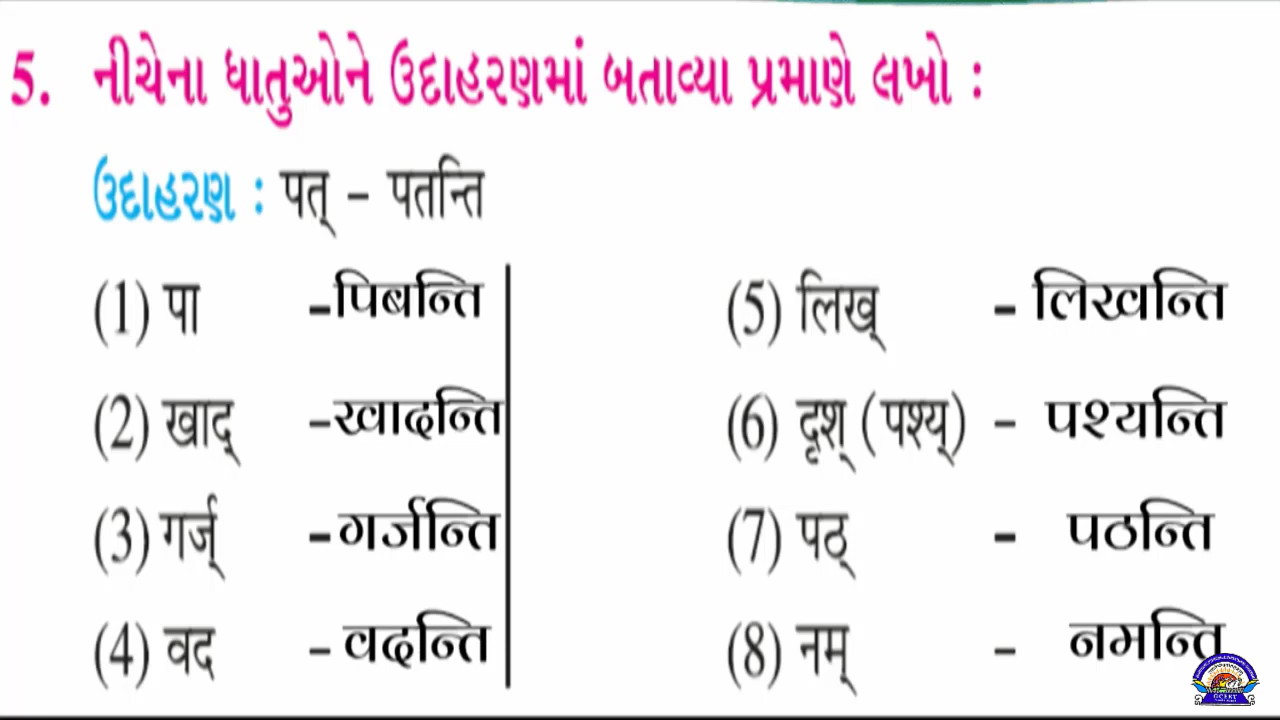 5. નીચેના ધાતુઓને ઉદાહરણમાં બતાવ્યા પ્રમાણે લખો :
ઉદાહરણ : पत् – पतन्ति
(1) पा – पिबन्ति
(2) खाद् – खादन्ति
(3) गर्ज् – गर्जन्ति
(4) वद – वदन्ति
(5) लिख् – लिखन्ति
(6) दृश् (पश्य्) – पश्यन्ति
(7) पठ् – पठन्ति
(8) नम् – नमन्ति
GCERT